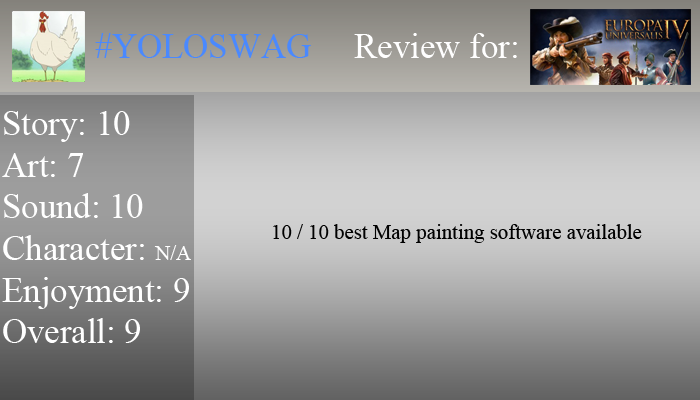 #YOLOSWAG Review for:
EUROPA
UNIVERSALIS IV
Story: 10
Art: 7
Sound: 10
Character: N/A
Enjoyment: 9
Overall: 9
10 / 10 best Map painting software available